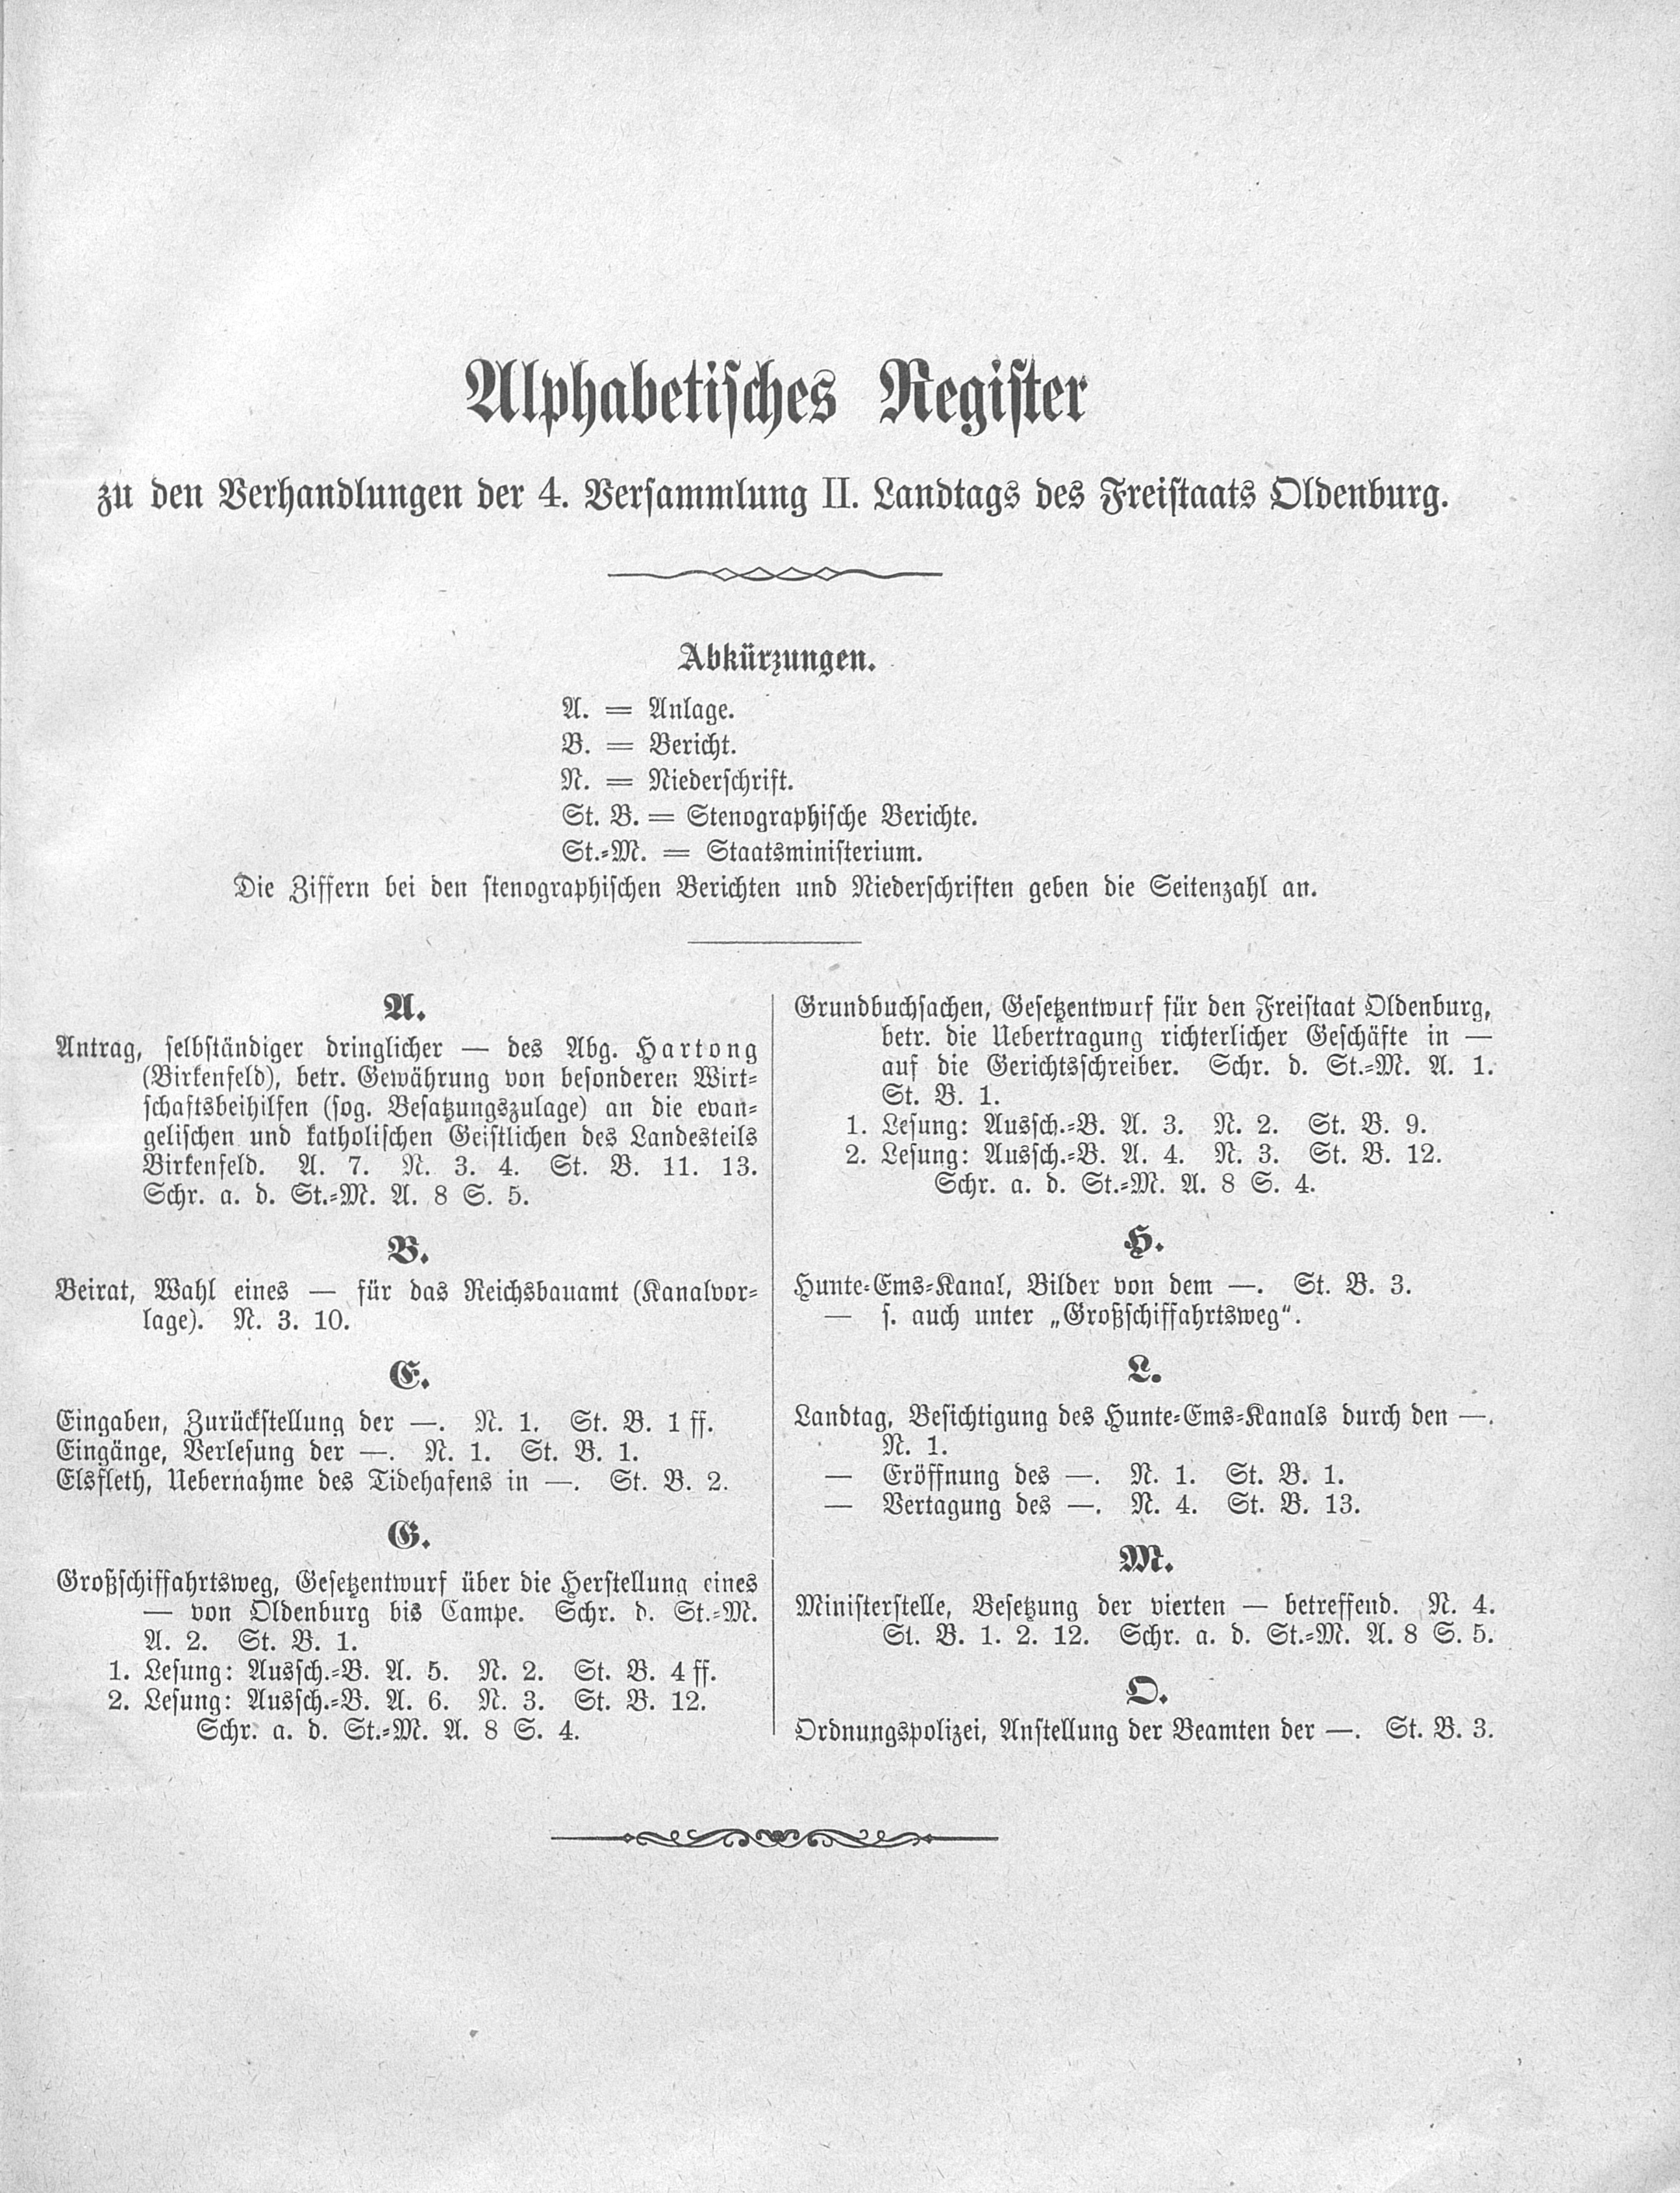 Alphabetisches Register
zu den Verhandlungen der 4. Versammlung II. Landtags des Freistaats Oldenburg.
Abkürzungen.
A. = Anlage.
B. = Bericht.
N. = Niederschrift.
St. B. = Stenographische Berichte.
St.-M. = Staatsministerium.
Die Ziffern bei den stenographischen Berichten und Niederschriften geben die Seitenzahl an.
A.
Antrag, selbständiger dringlicher — des Abg. Hartong
(Birkenfeld), betr. Gewährung von besonderen Wirt-
schaftsbeihilfen (sog. Besatzungszulage) an die evan-
gelischen und katholischen Geistlichen des Landesteils
Birkenfeld. A. 7. N. 3. 4. St. B. 11. 13.
Schr. a. d. St.-M. A. 8 S. 5.
B.
Beirat, Wahl eines — für das Reichsbauamt (Kanalvor-
lage). N. 3. 10.
E.
Eingaben, Zurückstellung der —. N. 1. St. B. 1 ff.
Eingänge, Verlesung der —. N. 1. St. B. 1.
Elsfleth, Uebernahme des Tidehafens in —. St. B. 2.
G.
Großschiffahrtsweg, Gesetzentwurf über die Herstellung eines
— von Oldenburg bis Campe. Schr. d. St.-M.
A. 2. St. B. 1.
1. Lesung: Aussch.-B. A. 5. N. 2. St. B. 4 ff.
2. Lesung: Aussch.-B. A. 6. N. 3. St. B. 12.
Schr. a. d. St.-M. A. 8 S. 4.
Grundbuchsachen, Gesetzentwurf für den Freistaat Oldenburg,
betr. die Uebertragung richterlicher Geschäfte in —
auf die Gerichtsschreiber. Schr. d. St.-M. A. 1.
St. B. 1.
1. Lesung: Aussch.-B. A. 3. N. 2. St. B. 9.
2. Lesung: Aussch.-B. A. 4. N. 3. St. B. 12.
Schr. a. d. St.-M. A. 8 S. 4.
H.
Hunte-Ems-Kanal, Bilder von dem —. St. B. 3.
— s. auch unter „Großschiffahrtsweg“.
L.
Landtag, Besichtigung des Hunte-Ems-Kanals durch den —.
N. 1.
— Eröffnung des —. N. 1. St. B. 1.
— Vertagung des —. N. 4. St. B. 13.
M.
Ministerstelle, Besetzung der vierten — betreffend. N. 4.
St. B. 1. 2. 12. Schr. a. d. St.-M. A. 8 S. 5.
O.
Ordnungspolizei, Anstellung der Beamten der —. St. B. 3.